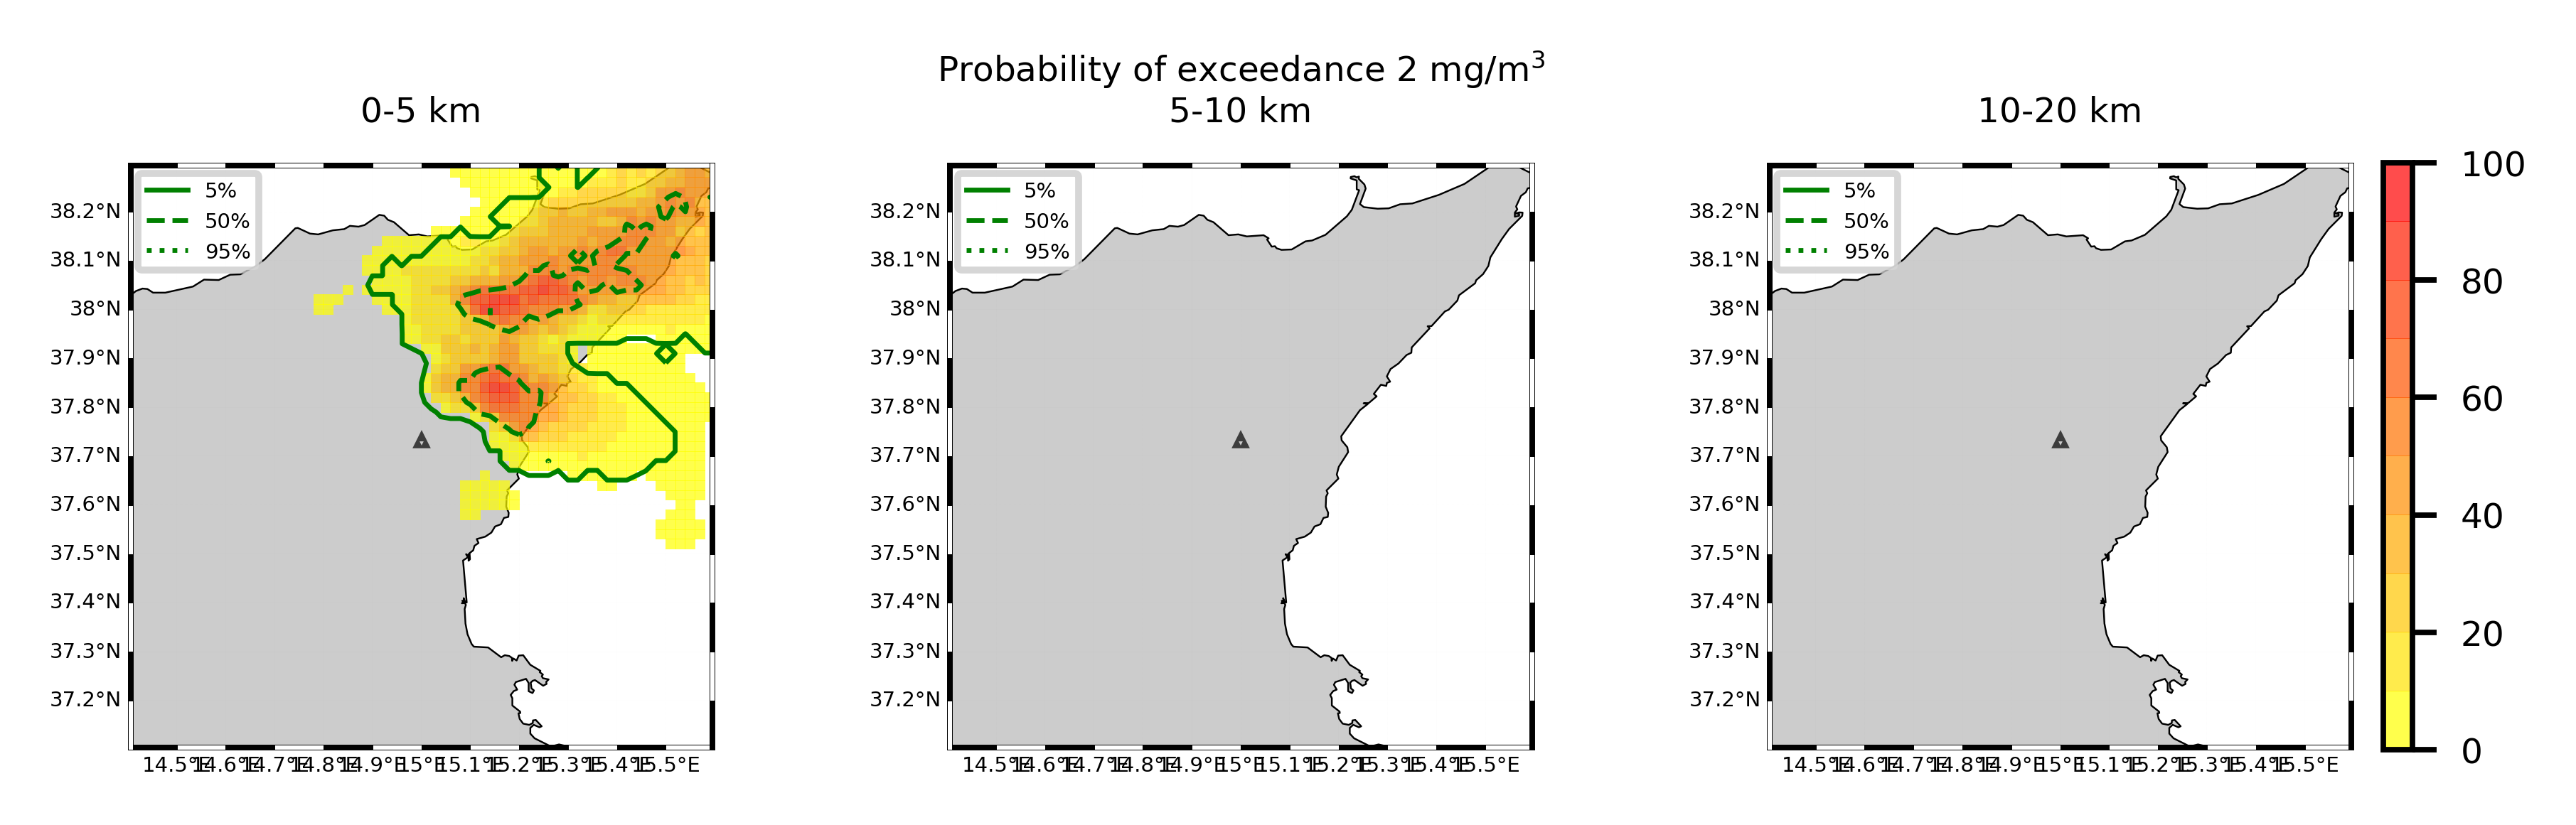 Probability of exceedance 2 mg/m³
0-5 km
5-10 km
10-20 km
5%
50%
95%
38.2°N
38.1°N
38°N
37.9°N
37.8°N
37.7°N
37.6°N
37.5°N
37.4°N
37.3°N
37.2°N
14.5°E 14.6°E 14.7°E 14.8°E 14.9°E 15°E 15.1°E 15.2°E 15.3°E 15.4°E 15.5°E
5%
50%
95%
38.2°N
38.1°N
38°N
37.9°N
37.8°N
37.7°N
37.6°N
37.5°N
37.4°N
37.3°N
37.2°N
14.5°E 14.6°E 14.7°E 14.8°E 14.9°E 15°E 15.1°E 15.2°E 15.3°E 15.4°E 15.5°E
5%
50%
95%
38.2°N
38.1°N
38°N
37.9°N
37.8°N
37.7°N
37.6°N
37.5°N
37.4°N
37.3°N
37.2°N
14.5°E 14.6°E 14.7°E 14.8°E 14.9°E 15°E 15.1°E 15.2°E 15.3°E 15.4°E 15.5°E
100
80
60
40
20
0